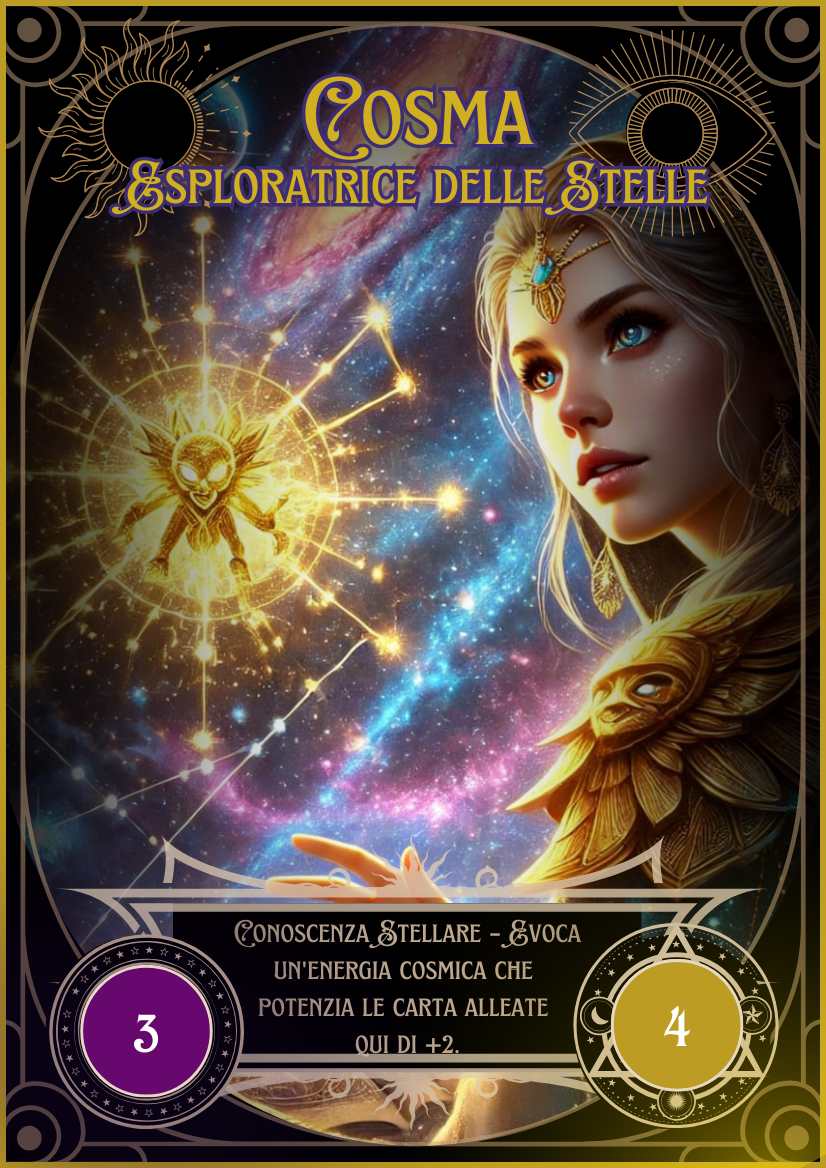 Cosma
Esploratrice delle Stelle
Conoscenza Stellare - Evoca
un'energia cosmica che
potenzia le carta alleate
qui di +2.
3
4